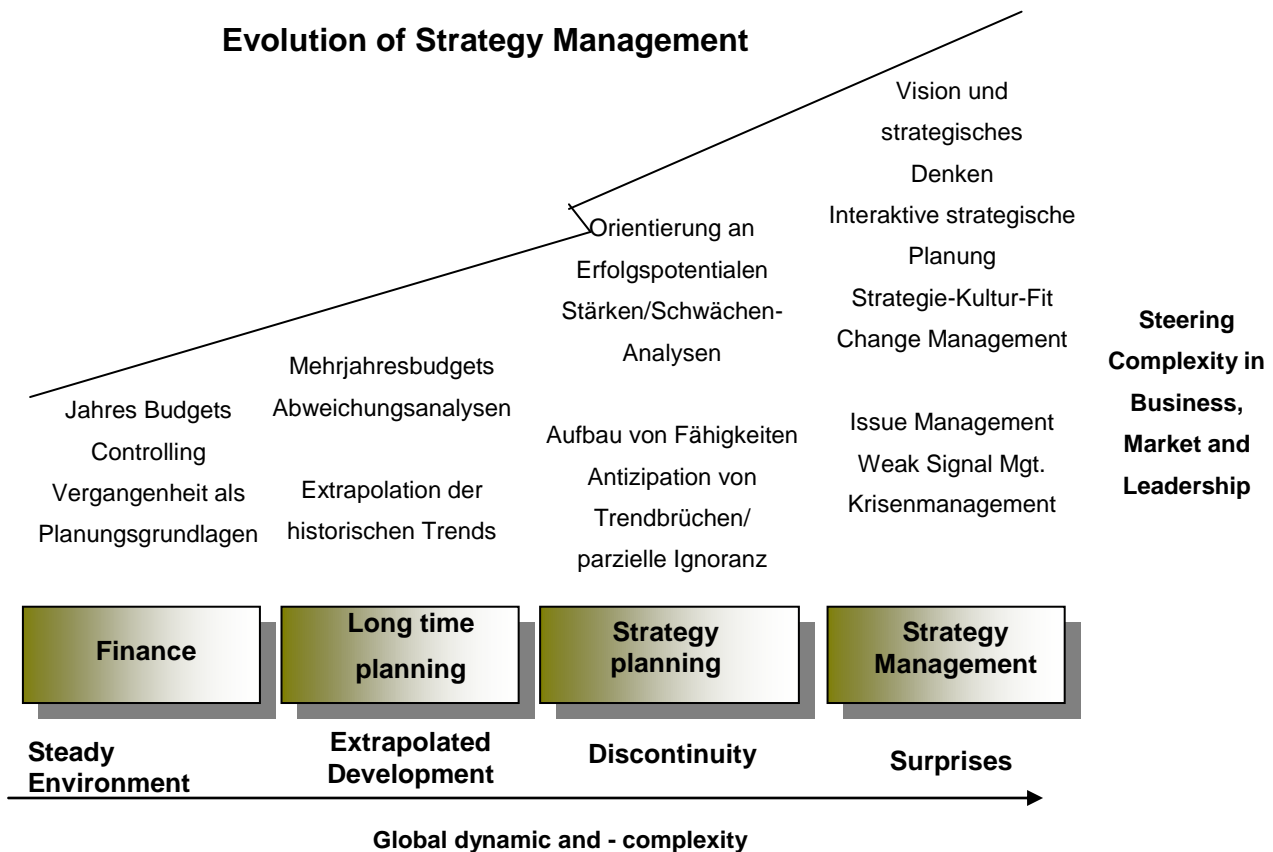 Evolution of Strategy Management
Jahres Budgets
Controlling
Vergangenheit als
Planungsgrundlagen
Mehrjahresbudgets
Abweichungsanalysen
Extrapolation der
historischen Trends
Orientierung an
Erfolgspotentialen
Stärken/Schwächen-
Analysen
Aufbau von Fähigkeiten
Antizipation von
Trendbrüchen/
parzielle Ignoranz
Vision und
strategisches
Denken
Interaktive strategische
Planung
Strategie-Kultur-Fit
Change Management
Issue Management
Weak Signal Mgt.
Krisenmanagement
Steering
Complexity in
Business,
Market and
Leadership
Finance
Long time
planning
Strategy
planning
Strategy
Management
Steady
Environment
Extrapolated
Development
Discontinuity
Surprises
Global dynamic and - complexity